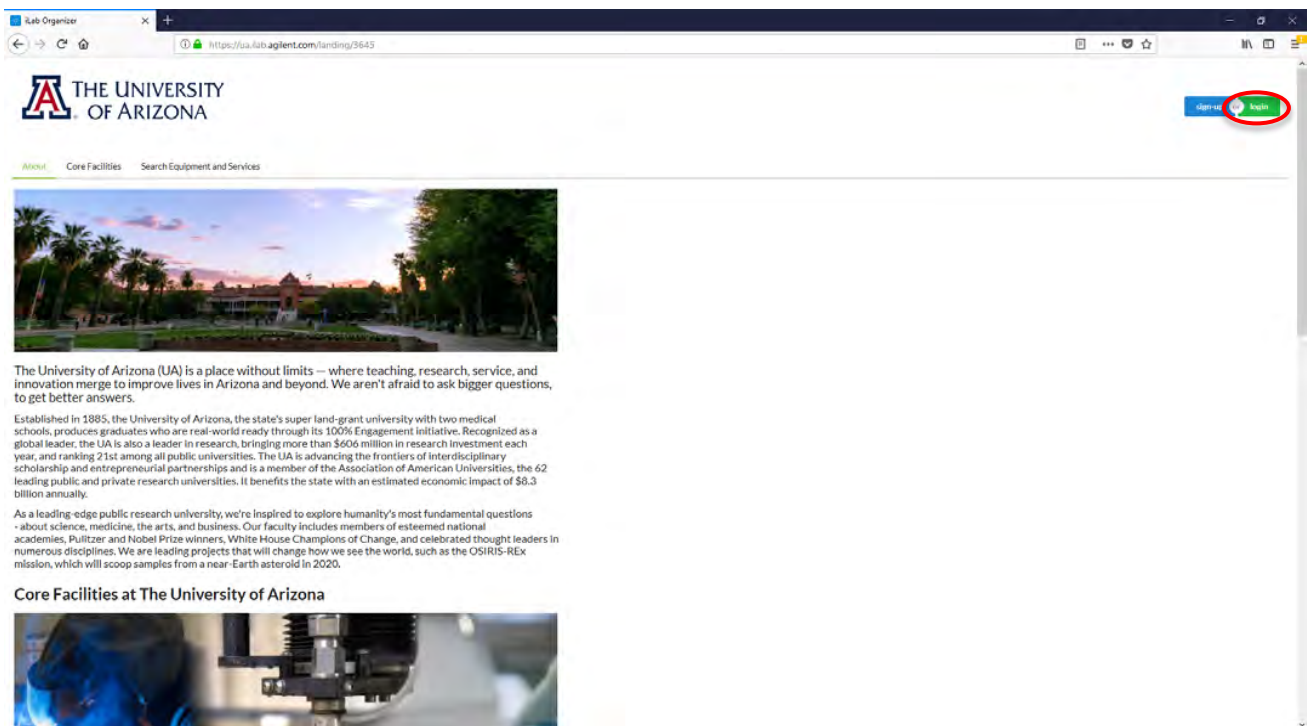 iLab Organizer
https://ua.ilab.agilent.com/landing/3645
THE UNIVERSITY
OF ARIZONA
sign-up or login
About Core Facilities Search Equipment and Services
The University of Arizona (UA) is a place without limits — where teaching, research, service, and
innovation merge to improve lives in Arizona and beyond. We aren't afraid to ask bigger questions,
to get better answers.
Established in 1885, the University of Arizona, the state's super land-grant university with two medical
schools, produces graduates who are real-world ready through its 100% Engagement initiative. Recognized as a
global leader, the UA is also a leader in research, bringing more than $606 million in research investment each
year, and ranking 21st among all public universities. The UA is advancing the frontiers of interdisciplinary
scholarship and entrepreneurial partnerships and is a member of the Association of American Universities, the 62
leading public and private research universities. It benefits the state with an estimated economic impact of $8.3
billion annually.
As a leading-edge public research university, we're inspired to explore humanity's most fundamental questions
- about science, medicine, the arts, and business. Our faculty includes members of esteemed national
academies, Pulitzer and Nobel Prize winners, White House Champions of Change, and celebrated thought leaders in
numerous disciplines. We are leading projects that will change how we see the world, such as the OSIRIS-REx
mission, which will scoop samples from a near-Earth asteroid in 2020.
Core Facilities at The University of Arizona